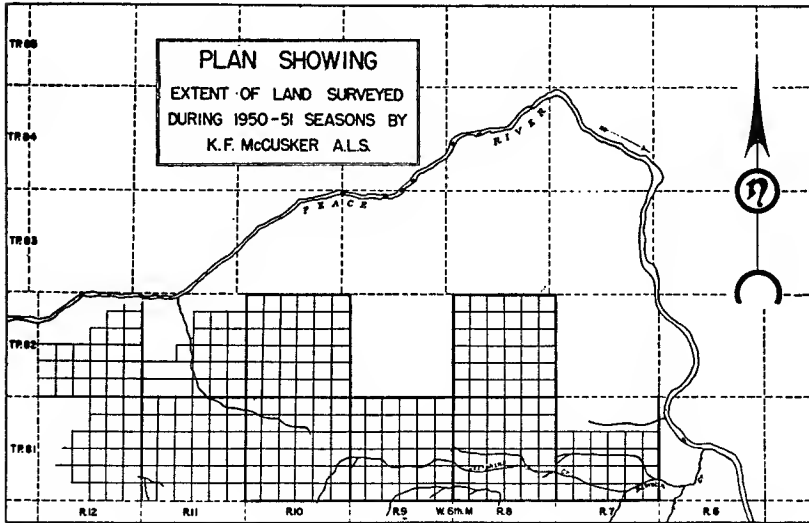 TP.85
PLAN SHOWING
EXTENT OF LAND SURVEYED
DURING 1950-51 SEASONS BY
K.F. McCUSKER A.L.S.
TP.84
PEACE RIVER
TP.83
TP.82
TP.81
R.12 R.11 R.10 R.9 W.6th.M R.8 R.7 R.6